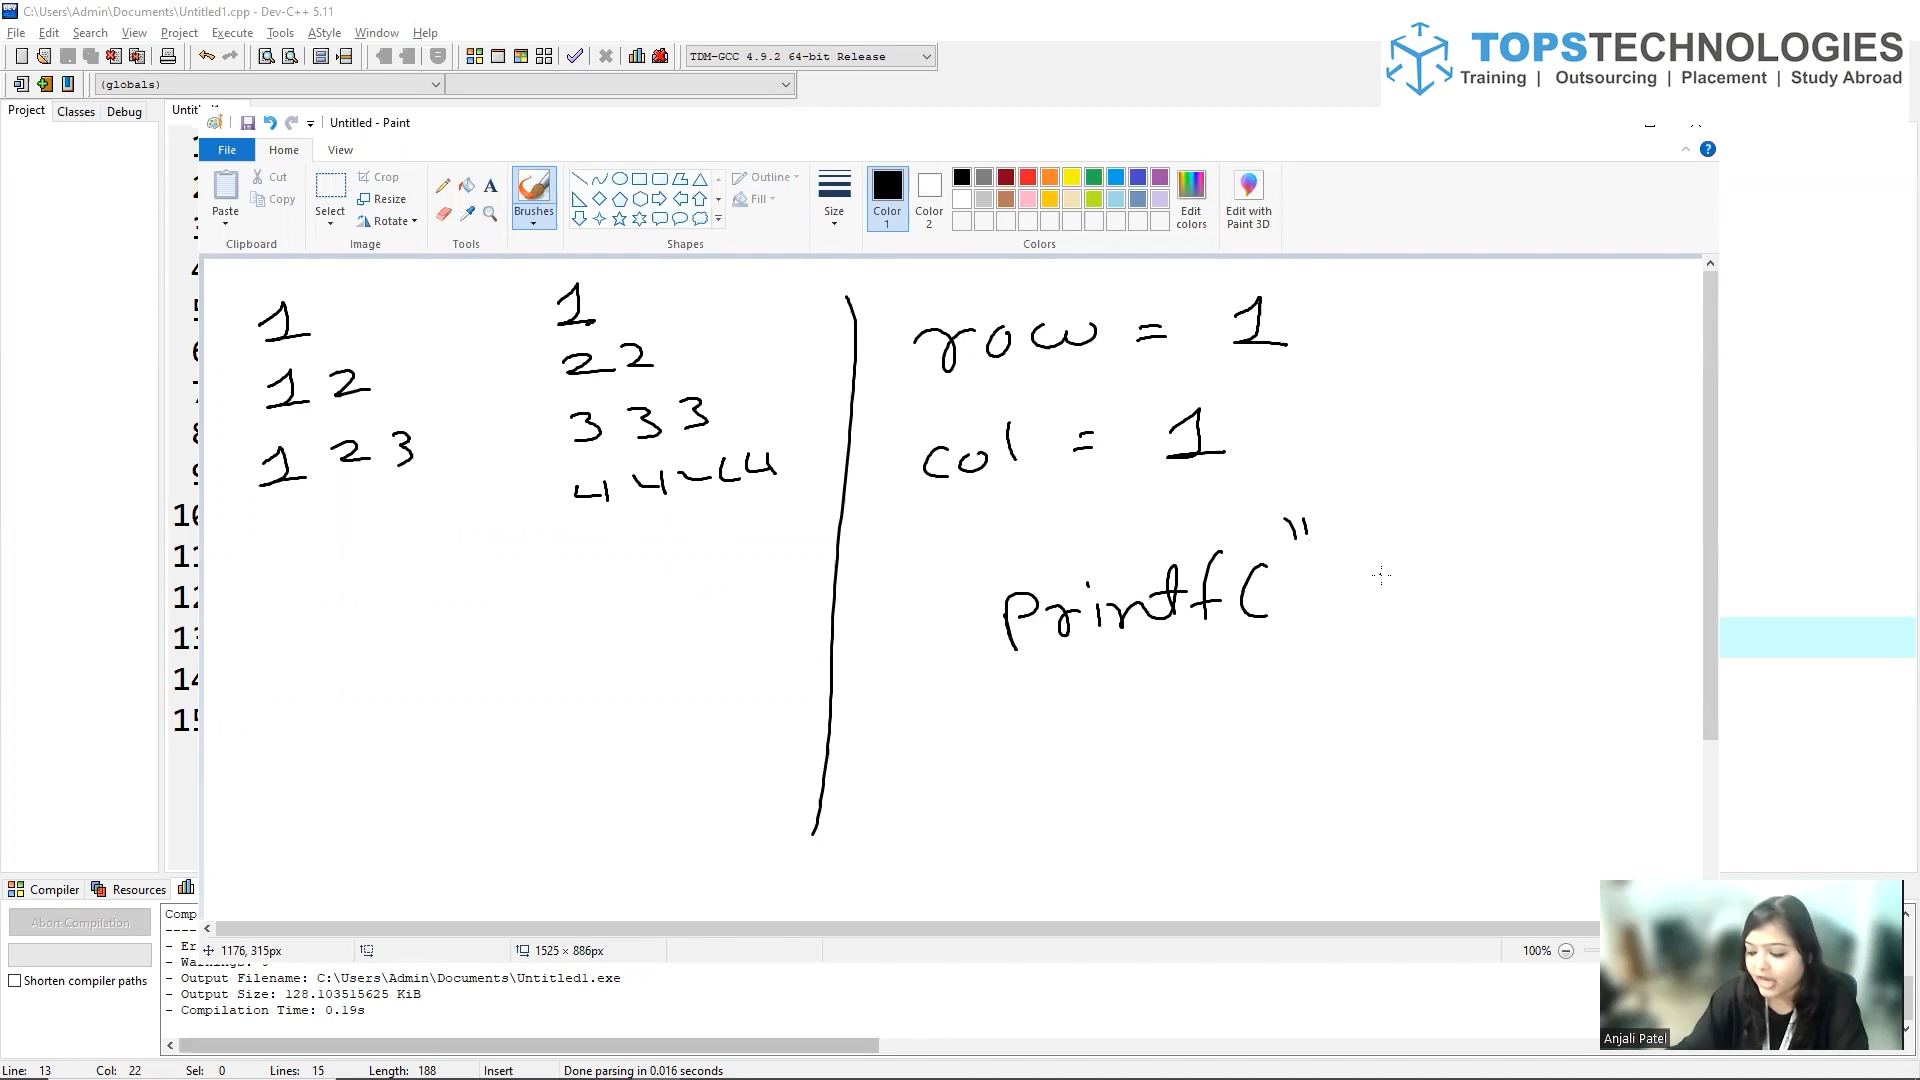 C:\Users\Admin\Documents\Untitled1.cpp - Dev-C++ 5.11
File Edit Search View Project Execute Tools AStyle Window Help
TDM-GCC 4.9.2 64-bit Release
(globals)
TOPSTECHNOLOGIES
Training | Outsourcing | Placement | Study Abroad
Project Classes Debug
Untitled - Paint
File Home View
Paste
Cut
Copy
Clipboard
Select
Crop
Resize
Rotate
Image
Tools
Brushes
Shapes
Outline
Fill
Size
Color 1
Color 2
Colors
Edit colors
Edit with Paint 3D
1
1 2
1 2 3
1
2 2
3 3 3
4 4 4 4
row = 1
col = 1
printf("
10
11
12
13
14
15
Compiler Resources
Abort Compilation
Shorten compiler paths
1176, 315px
1525 × 886px
100%
- Output Filename: C:\Users\Admin\Documents\Untitled1.exe
- Output Size: 128.103515625 KiB
- Compilation Time: 0.19s
Anjali Patel
Line: 13 Col: 22 Sel: 0 Lines: 15 Length: 188 Insert Done parsing in 0.016 seconds